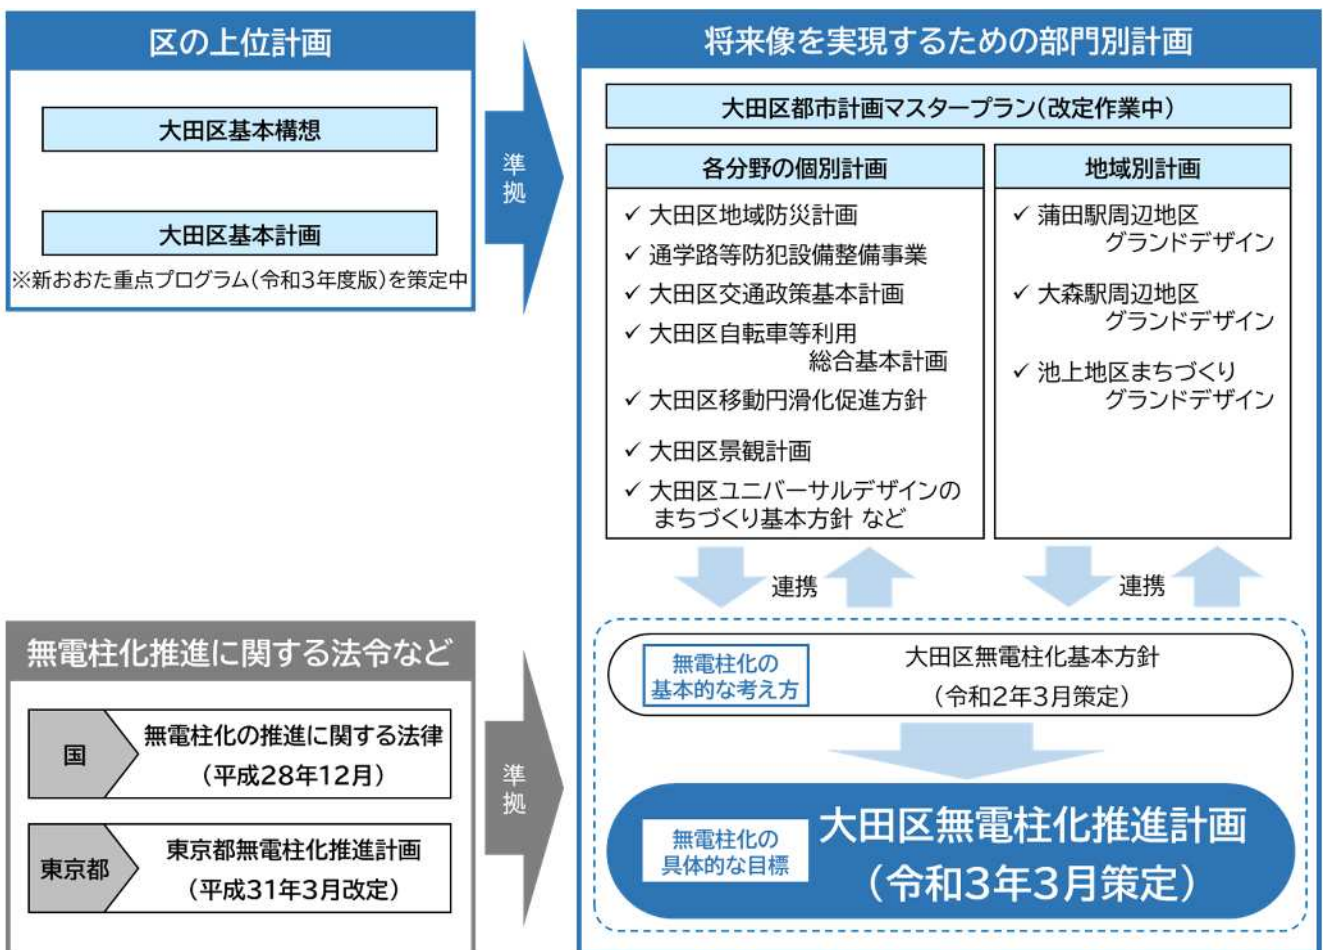 区の上位計画
大田区基本構想
大田区基本計画
※新おおた重点プログラム(令和3年度版)を策定中
準拠
将来像を実現するための部門別計画
大田区都市計画マスタープラン(改定作業中)
各分野の個別計画
✓ 大田区地域防災計画
✓ 通学路等防犯設備整備事業
✓ 大田区交通政策基本計画
✓ 大田区自転車等利用
総合基本計画
✓ 大田区移動円滑化促進方針
✓ 大田区景観計画
✓ 大田区ユニバーサルデザインの
まちづくり基本方針 など
地域別計画
✓ 蒲田駅周辺地区
グランドデザイン
✓ 大森駅周辺地区
グランドデザイン
✓ 池上地区まちづくり
グランドデザイン
連携
連携
無電柱化推進に関する法令など
国
無電柱化の推進に関する法律
(平成28年12月)
東京都
東京都無電柱化推進計画
(平成31年3月改定)
準拠
無電柱化の
基本的な考え方
大田区無電柱化基本方針
(令和2年3月策定)
無電柱化の
具体的な目標
大田区無電柱化推進計画
(令和3年3月策定)